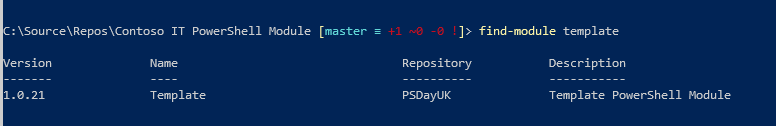 C:\Source\Repos\Contoso IT PowerShell Module [master ≡ +1 ~0 -0 !]> find-module template
Version Name Repository Description
------- ---- ---------- -----------
1.0.21 Template PSDayUK Template PowerShell Module